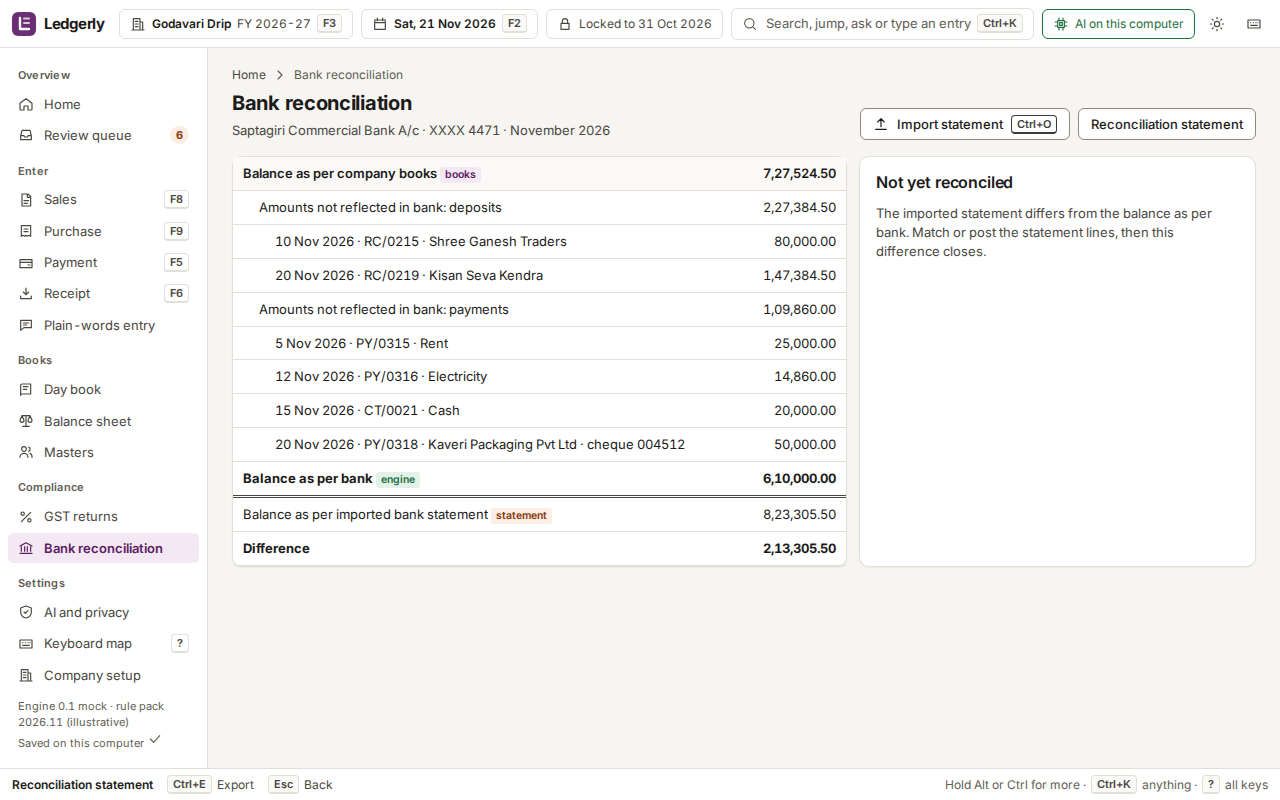 Ledgerly
Godavari Drip FY 2026-27 F3
Sat, 21 Nov 2026 F2
Locked to 31 Oct 2026
Search, jump, ask or type an entry Ctrl+K
AI on this computer
Overview
Home
Review queue 6
Enter
Sales F8
Purchase F9
Payment F5
Receipt F6
Plain-words entry
Books
Day book
Balance sheet
Masters
Compliance
GST returns
Bank reconciliation
Settings
AI and privacy
Keyboard map ?
Company setup
Engine 0.1 mock · rule pack
2026.11 (illustrative)
Saved on this computer
Home > Bank reconciliation
Bank reconciliation
Saptagiri Commercial Bank A/c · XXXX 4471 · November 2026
Import statement Ctrl+O
Reconciliation statement
Balance as per company books books 7,27,524.50
Amounts not reflected in bank: deposits 2,27,384.50
10 Nov 2026 · RC/0215 · Shree Ganesh Traders 80,000.00
20 Nov 2026 · RC/0219 · Kisan Seva Kendra 1,47,384.50
Amounts not reflected in bank: payments 1,09,860.00
5 Nov 2026 · PY/0315 · Rent 25,000.00
12 Nov 2026 · PY/0316 · Electricity 14,860.00
15 Nov 2026 · CT/0021 · Cash 20,000.00
20 Nov 2026 · PY/0318 · Kaveri Packaging Pvt Ltd · cheque 004512 50,000.00
Balance as per bank engine 6,10,000.00
Balance as per imported bank statement statement 8,23,305.50
Difference 2,13,305.50
Not yet reconciled
The imported statement differs from the balance as per
bank. Match or post the statement lines, then this
difference closes.
Reconciliation statement Ctrl+E Export Esc Back
Hold Alt or Ctrl for more · Ctrl+K anything · ? all keys